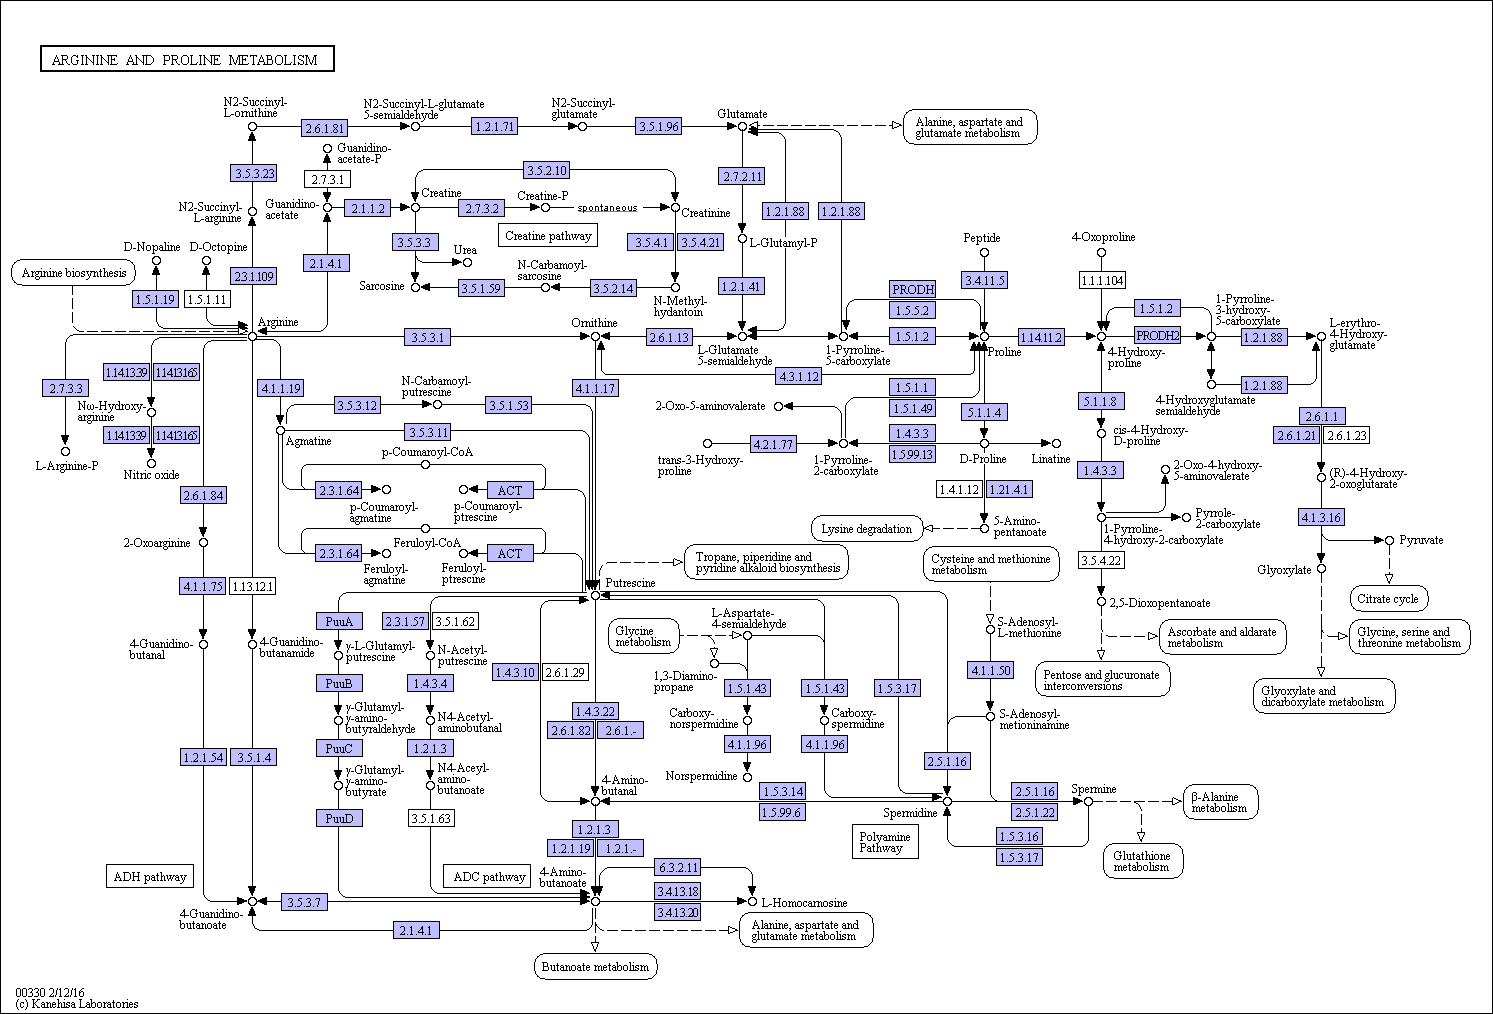 ARGININE AND PROLINE METABOLISM
N2-Succinyl-
L-ornithine
N2-Succinyl-L-glutamate
5-semialdehyde
N2-Succinyl-
glutamate
Glutamate
Alanine, aspartate and
glutamate metabolism
2.6.1.81
1.2.1.71
3.5.1.96
Guanidino-
acetate-P
3.5.3.23
2.7.3.1
3.5.2.10
2.7.2.11
Creatine
Creatine-P
N2-Succinyl-
L-arginine
Guanidino-
acetate
2.1.1.2
2.7.3.2
spontaneous
Creatinine
1.2.1.88
1.2.1.88
D-Nopaline
D-Octopine
3.5.3.3
Urea
Creatine pathway
3.5.4.1
3.5.4.21
L-Glutamyl-P
Peptide
4-Oxoproline
Arginine biosynthesis
2.3.1.109
2.1.4.1
N-Carbamoyl-
sarcosine
3.4.11.5
1.1.1.104
Sarcosine
3.5.1.59
3.5.2.14
1.2.1.41
PRODH
1.5.1.19
1.5.1.11
N-Methyl-
hydantoin
1.5.5.2
1.5.1.2
1-Pyrroline-
3-hydroxy-
5-carboxylate
L-erythro-
4-Hydroxy-
glutamate
Arginine
Ornithine
3.5.3.1
2.6.1.13
1.5.1.2
1.14.11.2
PRODH2
1.2.1.88
L-Glutamate
5-semialdehyde
1-Pyrroline-
5-carboxylate
Proline
4-Hydroxy-
proline
1.14.13.39
1.14.13.165
4.3.1.12
2.7.3.3
4.1.1.19
N-Carbamoyl-
putrescine
4.1.1.17
1.5.1.1
1.2.1.88
Nω-Hydroxy-
arginine
3.5.3.12
3.5.1.53
2-Oxo-5-aminovalerate
1.5.1.49
5.1.1.4
5.1.1.8
4-Hydroxyglutamate
semialdehyde
2.6.1.1
1.14.13.39
1.14.13.165
Agmatine
3.5.3.11
4.2.1.77
1.4.3.3
cis-4-Hydroxy-
D-proline
2.6.1.21
2.6.1.23
p-Coumaroyl-CoA
1.5.99.13
L-Arginine-P
Nitric oxide
trans-3-Hydroxy-
proline
1-Pyrroline-
2-carboxylate
D-Proline
Linatine
1.4.3.3
2-Oxo-4-hydroxy-
5-aminovalerate
(R)-4-Hydroxy-
2-oxoglutarate
2.6.1.84
2.3.1.64
ACT
1.4.1.12
1.21.4.1
p-Coumaroyl-
agmatine
p-Coumaroyl-
ptrescine
Lysine degradation
5-Amino-
pentanoate
1-Pyrroline-
4-hydroxy-2-carboxylate
Pyrrole-
2-carboxylate
4.1.3.16
2-Oxoarginine
Feruloyl-CoA
2.3.1.64
ACT
Pyruvate
Feruloyl-
agmatine
Feruloyl-
ptrescine
Tropane, piperidine and
pyridine alkaloid biosynthesis
Cysteine and methionine
metabolism
3.5.4.22
Glyoxylate
4.1.1.75
1.13.12.1
Putrescine
2,5-Dioxopentanoate
Citrate cycle
PuuA
2.3.1.57
3.5.1.62
Glycine
metabolism
L-Aspartate-
4-semialdehyde
S-Adenosyl-
L-methionine
Ascorbate and aldarate
metabolism
Glycine, serine and
threonine metabolism
4-Guanidino-
butanal
4-Guanidino-
butanamide
γ-L-Glutamyl-
putrescine
N-Acetyl-
putrescine
1.4.3.10
2.6.1.29
1,3-Diamino-
propane
4.1.1.50
Pentose and glucuronate
interconversions
Glyoxylate and
dicarboxylate metabolism
PuuB
1.4.3.4
1.5.1.43
1.5.1.43
1.5.3.17
γ-Glutamyl-
γ-amino-
butyraldehyde
N4-Acetyl-
aminobutanal
1.4.3.22
2.6.1.82
2.6.1.-
Carboxy-
norspermidine
Carboxy-
spermidine
S-Adenosyl-
metioninamine
1.2.1.54
3.5.1.4
PuuC
1.2.1.3
4.1.1.96
4.1.1.96
2.5.1.16
γ-Glutamyl-
γ-amino-
butyrate
N4-Aceyl-
amino-
butanoate
4-Amino-
butanal
Norspermidine
1.5.3.14
2.5.1.16
Spermine
β-Alanine
metabolism
PuuD
3.5.1.63
1.5.99.6
Spermidine
2.5.1.22
1.2.1.3
1.2.1.19
1.2.1.-
Polyamine
Pathway
1.5.3.16
1.5.3.17
Glutathione
metabolism
ADH pathway
ADC pathway
4-Amino-
butanoate
6.3.2.11
3.4.13.18
3.4.13.20
L-Homocarnosine
3.5.3.7
4-Guanidino-
butanoate
2.1.4.1
Alanine, aspartate and
glutamate metabolism
Butanoate metabolism
00330 2/12/16
(c) Kanehisa Laboratories